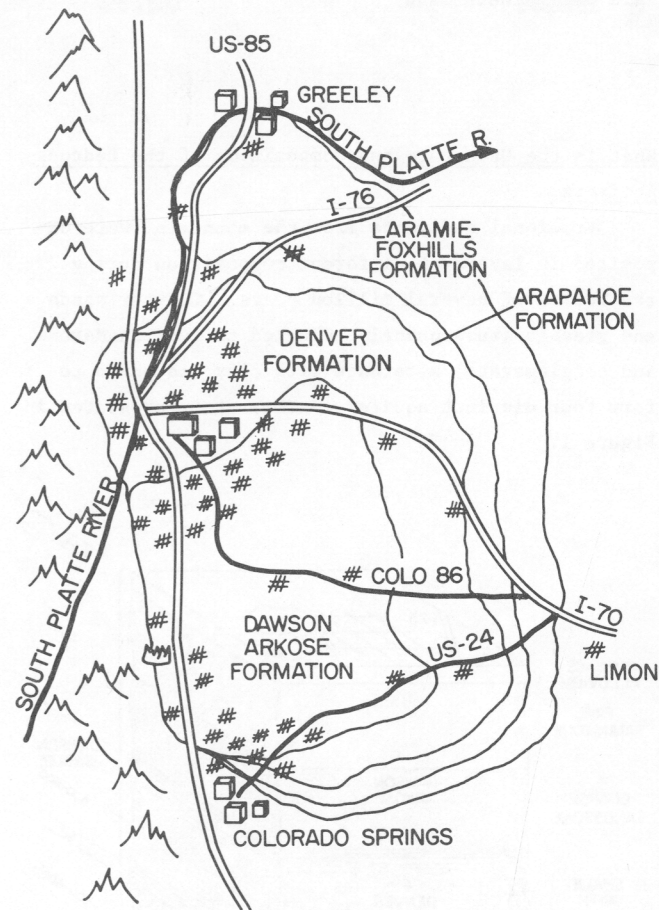 US-85
GREELEY
SOUTH PLATTE R.
I-76
LARAMIE-
FOXHILLS
FORMATION
ARAPAHOE
FORMATION
DENVER
FORMATION
SOUTH PLATTE RIVER
COLO 86
I-70
DAWSON
ARKOSE
FORMATION
US-24
LIMON
COLORADO SPRINGS